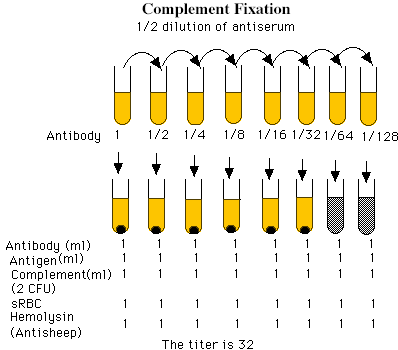 Complement Fixation
1/2 dilution of antiserum
Antibody 1 1/2 1/4 1/8 1/16 1/32 1/64 1/128
Antibody (ml) 1 1 1 1 1 1 1 1
Antigen (ml) 1 1 1 1 1 1 1 1
Complement(ml) 1 1 1 1 1 1 1 1
(2 CFU)
sRBC 1 1 1 1 1 1 1 1
Hemolysin 1 1 1 1 1 1 1 1
(Antisheep)
The titer is 32